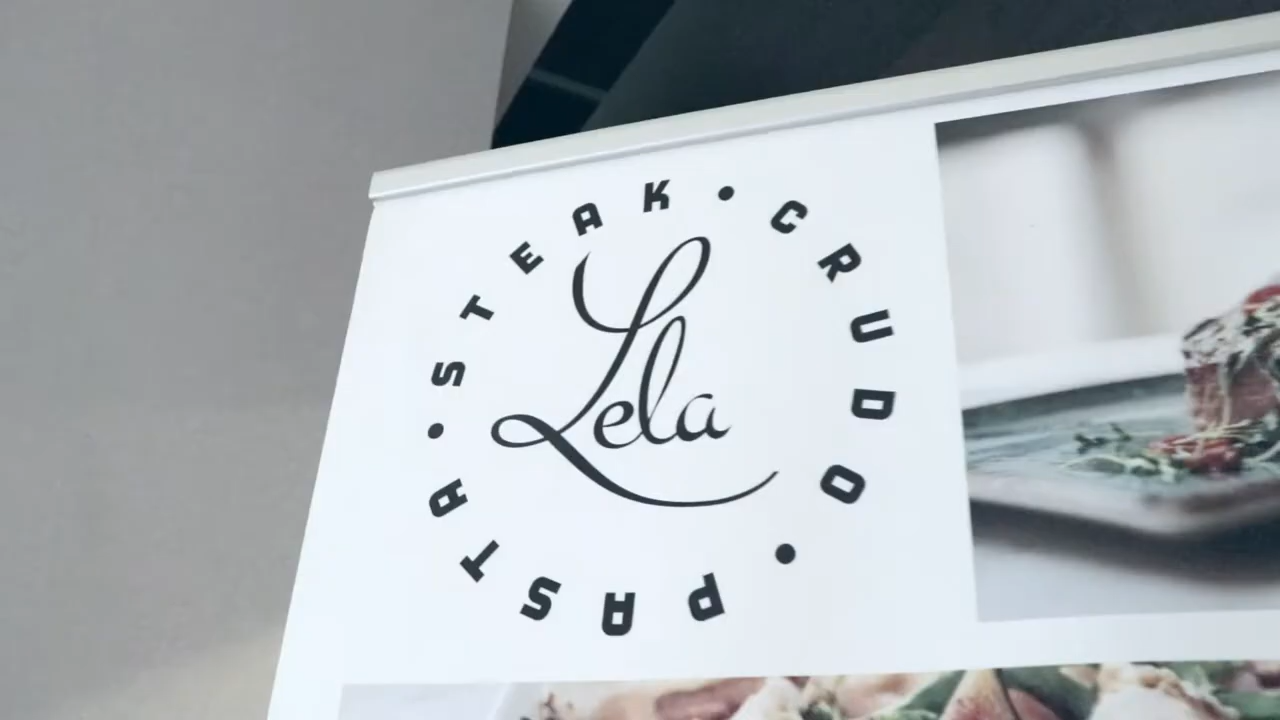 STEAK • CRUDO • PASTA •
Lela